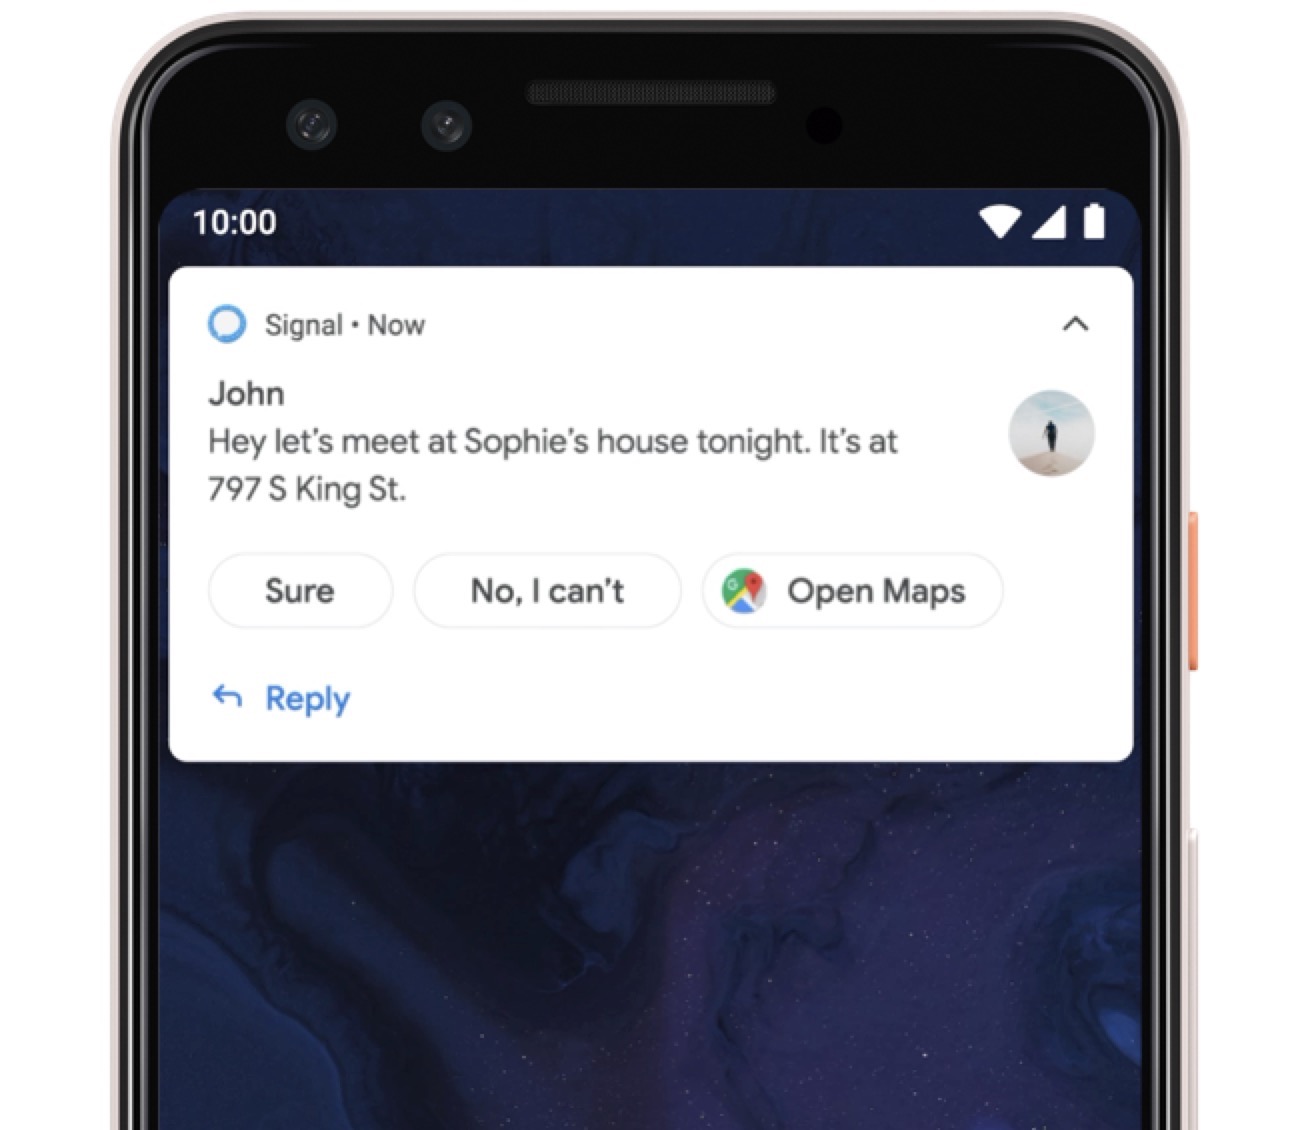 10:00
Signal • Now
John
Hey let’s meet at Sophie’s house tonight. It’s at
797 S King St.
Sure
No, I can’t
G
Open Maps
Reply